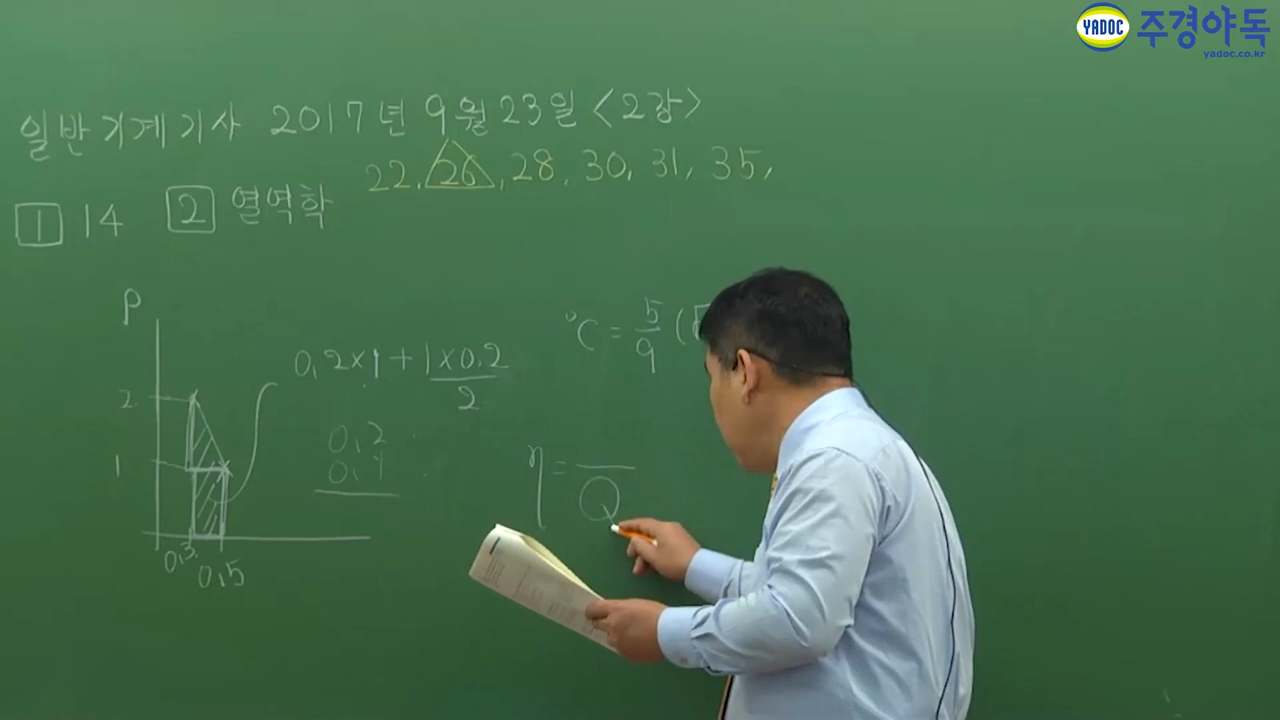 YADOC 주경야독
yadoc.co.kr
일반기계기사 2017년 9월 23일 <2강>
22, 26, 28, 30, 31, 35,
1 14 2 열역학
P
2
1
0.3
0.5
0.2×1 + 1×0.2
2
0.2
0.1
℃ = 5/9 (
η = 
Q